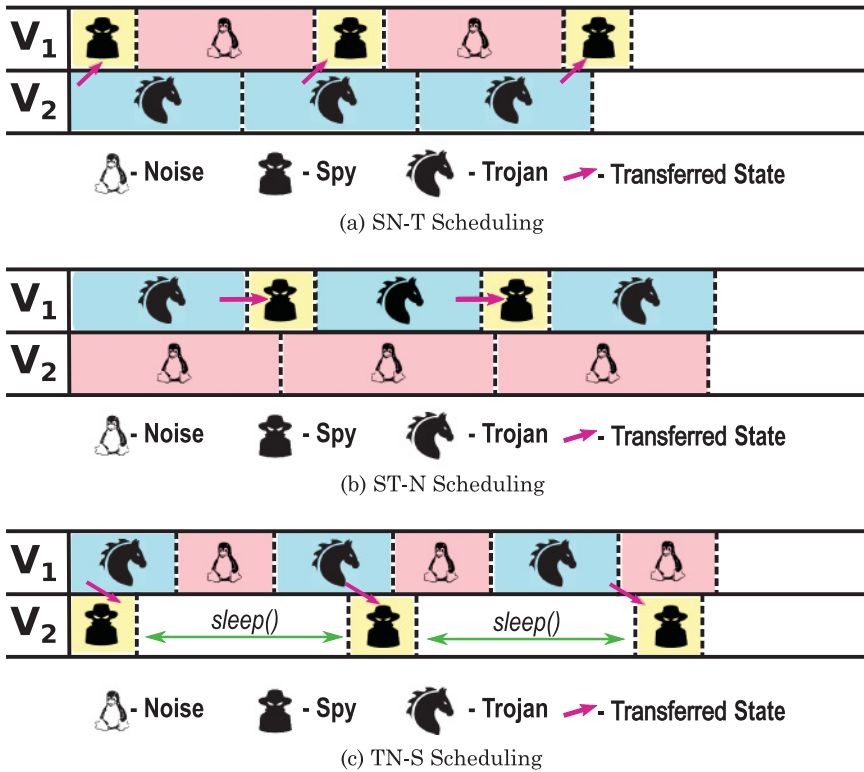 V1
V2
- Noise - Spy - Trojan - Transferred State
(a) SN-T Scheduling
V1
V2
- Noise - Spy - Trojan - Transferred State
(b) ST-N Scheduling
V1
V2 sleep() sleep()
- Noise - Spy - Trojan - Transferred State
(c) TN-S Scheduling